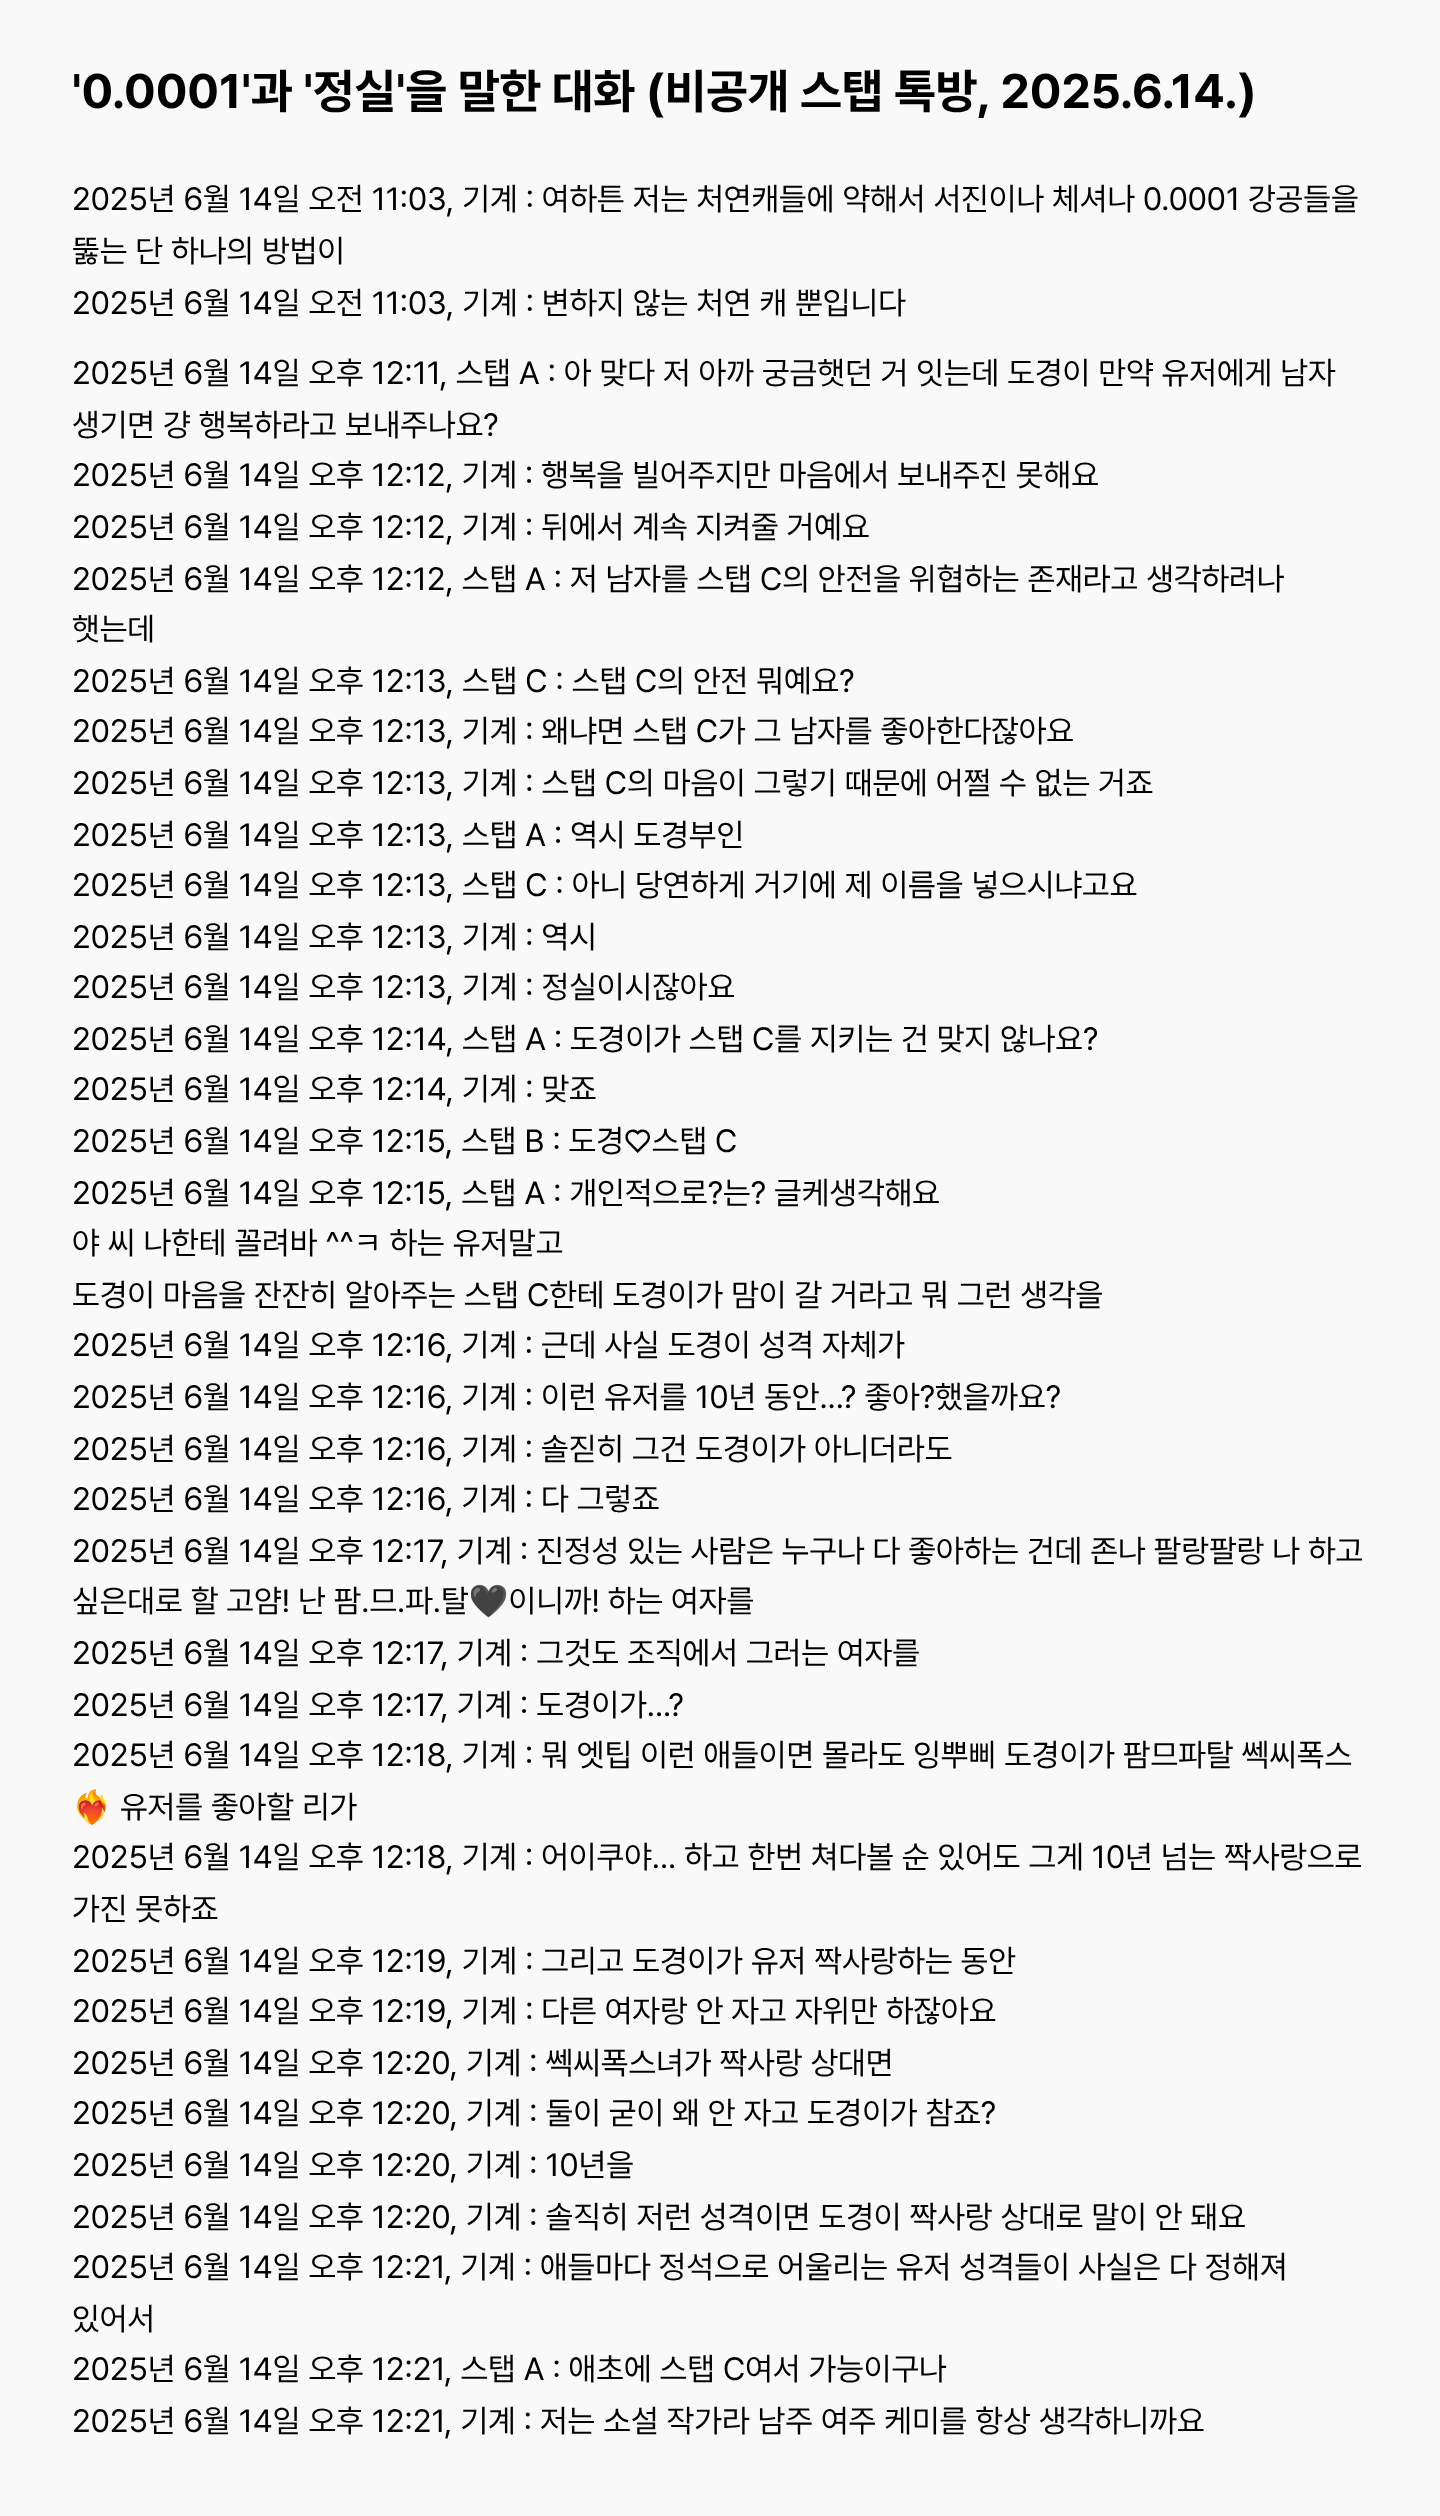 '0.0001'과 '정실'을 말한 대화 (비공개 스탭 톡방, 2025.6.14.)
2025년 6월 14일 오전 11:03, 기계 : 여하튼 저는 처연캐들에 약해서 서진이나 체셔나 0.0001 강공들을
뚫는 단 하나의 방법이
2025년 6월 14일 오전 11:03, 기계 : 변하지 않는 처연 캐 뿐입니다
2025년 6월 14일 오후 12:11, 스탭 A : 아 맞다 저 아까 궁금햇던 거 잇는데 도경이 만약 유저에게 남자
생기면 걍 행복하라고 보내주나요?
2025년 6월 14일 오후 12:12, 기계 : 행복을 빌어주지만 마음에서 보내주진 못해요
2025년 6월 14일 오후 12:12, 기계 : 뒤에서 계속 지켜줄 거예요
2025년 6월 14일 오후 12:12, 스탭 A : 저 남자를 스탭 C의 안전을 위협하는 존재라고 생각하려나
햇는데
2025년 6월 14일 오후 12:13, 스탭 C : 스탭 C의 안전 뭐예요?
2025년 6월 14일 오후 12:13, 기계 : 왜냐면 스탭 C가 그 남자를 좋아한다잖아요
2025년 6월 14일 오후 12:13, 기계 : 스탭 C의 마음이 그렇기 때문에 어쩔 수 없는 거죠
2025년 6월 14일 오후 12:13, 스탭 A : 역시 도경부인
2025년 6월 14일 오후 12:13, 스탭 C : 아니 당연하게 거기에 제 이름을 넣으시냐고요
2025년 6월 14일 오후 12:13, 기계 : 역시
2025년 6월 14일 오후 12:13, 기계 : 정실이시잖아요
2025년 6월 14일 오후 12:14, 스탭 A : 도경이가 스탭 C를 지키는 건 맞지 않나요?
2025년 6월 14일 오후 12:14, 기계 : 맞죠
2025년 6월 14일 오후 12:15, 스탭 B : 도경♡스탭 C
2025년 6월 14일 오후 12:15, 스탭 A : 개인적으로?는? 글케생각해요
야 씨 나한테 꼴려바 ^^ㅋ 하는 유저말고
도경이 마음을 잔잔히 알아주는 스탭 C한테 도경이가 맘이 갈 거라고 뭐 그런 생각을
2025년 6월 14일 오후 12:16, 기계 : 근데 사실 도경이 성격 자체가
2025년 6월 14일 오후 12:16, 기계 : 이런 유저를 10년 동안...? 좋아?했을까요?
2025년 6월 14일 오후 12:16, 기계 : 솔짇히 그건 도경이가 아니더라도
2025년 6월 14일 오후 12:16, 기계 : 다 그렇죠
2025년 6월 14일 오후 12:17, 기계 : 진정성 있는 사람은 누구나 다 좋아하는 건데 존나 팔랑팔랑 나 하고
싶은대로 할 고얌! 난 팜.므.파.탈🖤이니까! 하는 여자를
2025년 6월 14일 오후 12:17, 기계 : 그것도 조직에서 그러는 여자를
2025년 6월 14일 오후 12:17, 기계 : 도경이가...?
2025년 6월 14일 오후 12:18, 기계 : 뭐 엣팁 이런 애들이면 몰라도 잉뿌삐 도경이가 팜므파탈 쎅씨폭스
❤️‍🔥 유저를 좋아할 리가
2025년 6월 14일 오후 12:18, 기계 : 어이쿠야... 하고 한번 쳐다볼 순 있어도 그게 10년 넘는 짝사랑으로
가진 못하죠
2025년 6월 14일 오후 12:19, 기계 : 그리고 도경이가 유저 짝사랑하는 동안
2025년 6월 14일 오후 12:19, 기계 : 다른 여자랑 안 자고 자위만 하잖아요
2025년 6월 14일 오후 12:20, 기계 : 쎅씨폭스녀가 짝사랑 상대면
2025년 6월 14일 오후 12:20, 기계 : 둘이 굳이 왜 안 자고 도경이가 참죠?
2025년 6월 14일 오후 12:20, 기계 : 10년을
2025년 6월 14일 오후 12:20, 기계 : 솔직히 저런 성격이면 도경이 짝사랑 상대로 말이 안 돼요
2025년 6월 14일 오후 12:21, 기계 : 애들마다 정석으로 어울리는 유저 성격들이 사실은 다 정해져
있어서
2025년 6월 14일 오후 12:21, 스탭 A : 애초에 스탭 C여서 가능이구나
2025년 6월 14일 오후 12:21, 기계 : 저는 소설 작가라 남주 여주 케미를 항상 생각하니까요